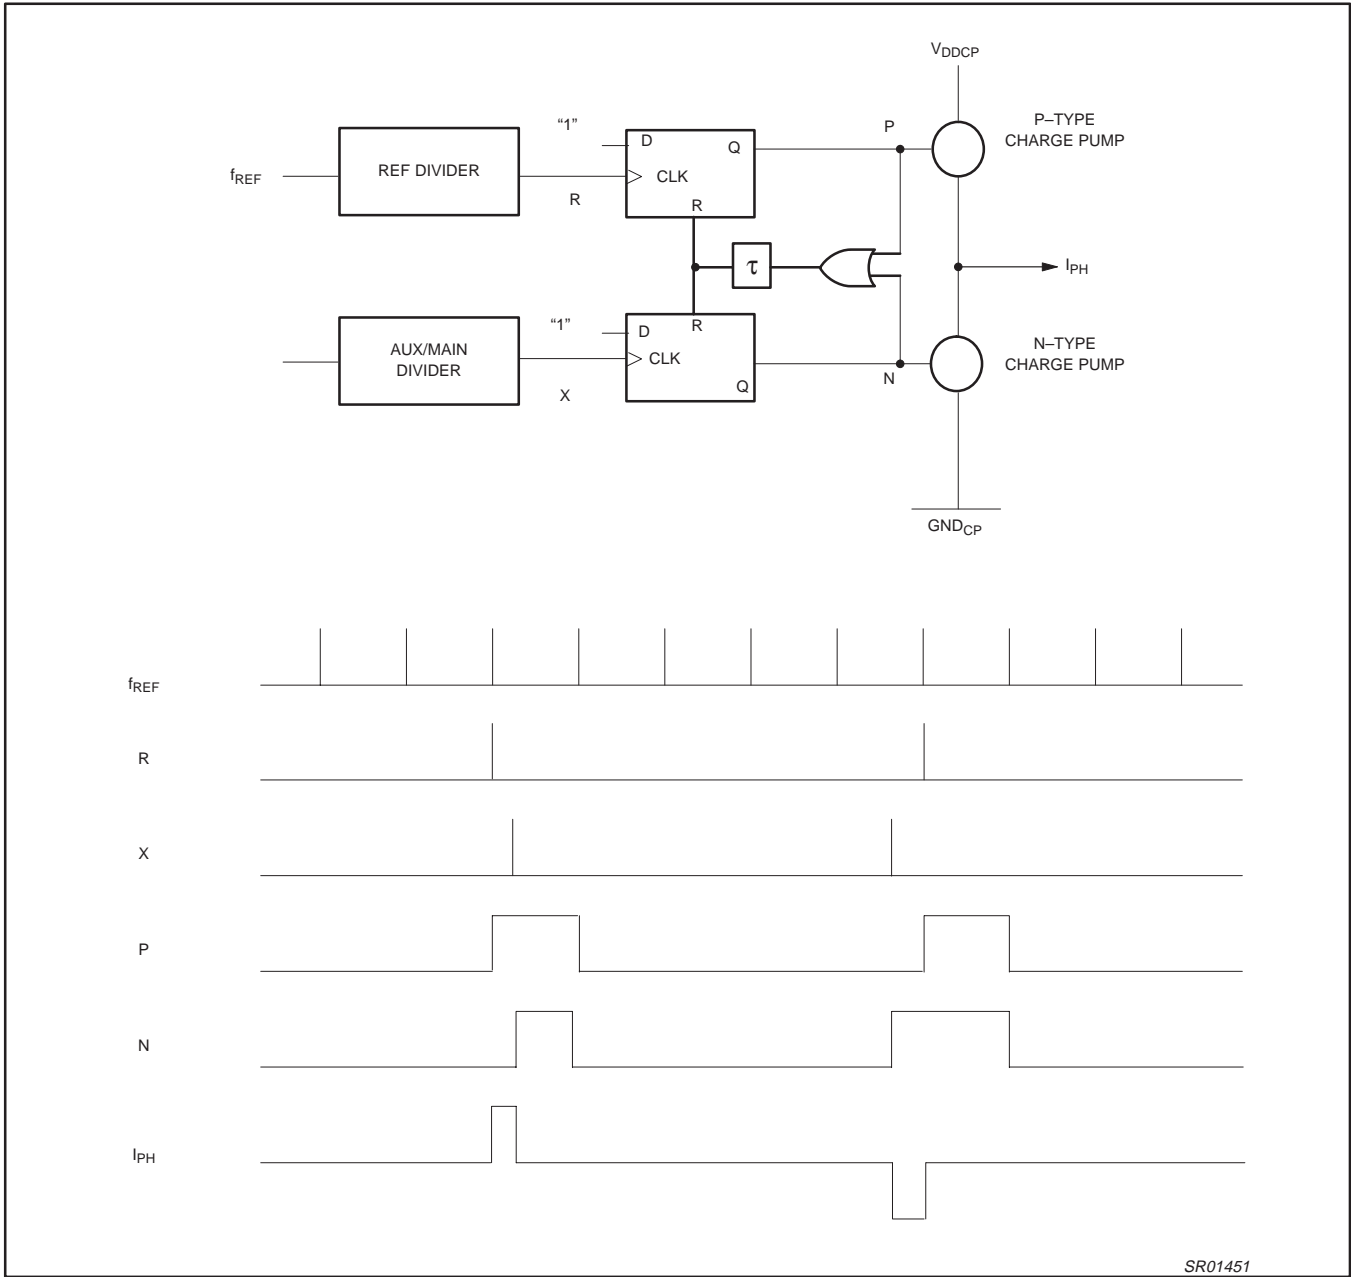 VDDCP
P–TYPE
CHARGE PUMP
P
"1"
D
Q
fREF
REF DIVIDER
CLK
R
R
τ
IPH
"1"
D
R
AUX/MAIN
DIVIDER
CLK
X
Q
N
N–TYPE
CHARGE PUMP
GNDCP
fREF
R
X
P
N
IPH
SR01451